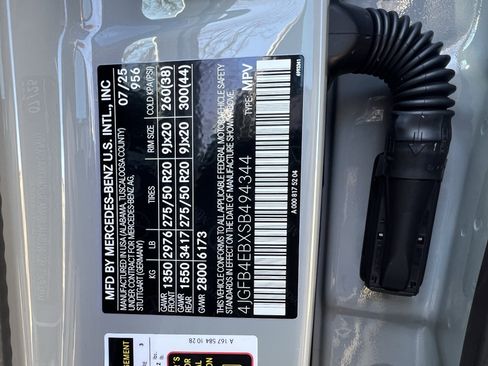 MFD BY MERCEDES-BENZ U.S. INTL., INC
MANUFACTURED IN USA (ALABAMA, TUSCALOOSA COUNTY)
UNDER CONTRACT FOR MERCEDES-BENZ AG,
STUTTGART (GERMANY)
07/25
956
KG LB TIRES RIM SIZE COLD KPA (PSI)
GAWR FRONT 1350 2976 275/50 R20 9Jx20 260(38)
GAWR REAR 1550 3417 275/50 R20 9Jx20 300(44)
GVWR 2800 6173
THIS VEHICLE CONFORMS TO ALL APPLICABLE FEDERAL MOTOR VEHICLE SAFETY
STANDARDS IN EFFECT ON THE DATE OF MANUFACTURE SHOWN ABOVE.
4JGFB4EBXSB494344
TYPE: MPV
A 000 817 52 04
A 167 584 10 28
07/25